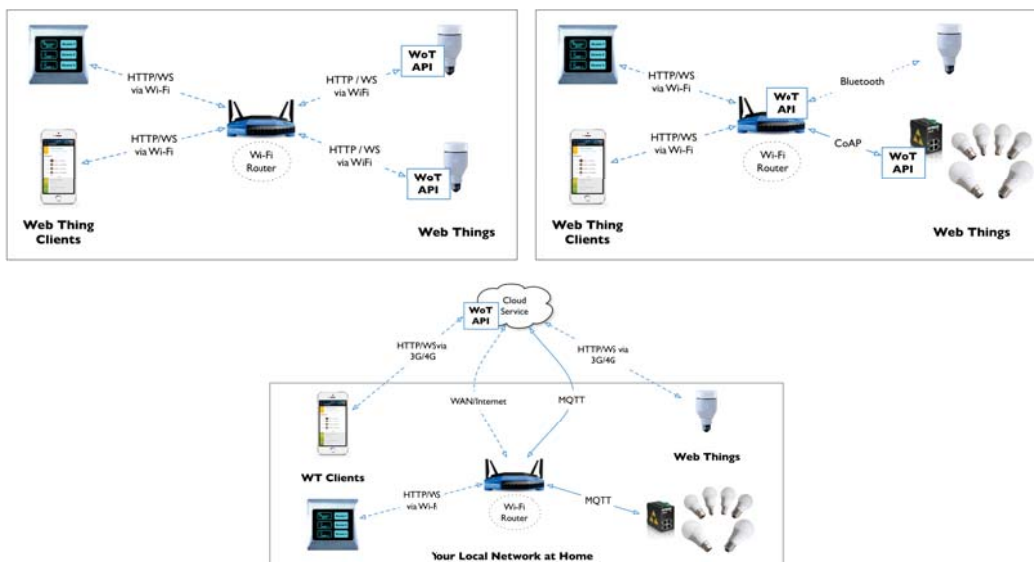 WoT
API
HTTP/WS
via Wi-Fi
HTTP / WS
via WiFi
HTTP/WS
via Wi-Fi
Wi-Fi
Router
HTTP / WS
via WiFi
WoT
API
Web Thing
Clients
Web Things
HTTP/WS
via Wi-Fi
WoT
API
Bluetooth
HTTP/WS
via Wi-Fi
Wi-Fi
Router
CoAP
WoT
API
Web Thing
Clients
Web Things
Cloud
Service
WoT
API
HTTP/WSvia
3G/4G
HTTP/WS via
3G/4G
WAN/Internet
MQTT
WT Clients
Web Things
HTTP/WS
via Wi-Fi
Wi-Fi
Router
MQTT
Your Local Network at Home